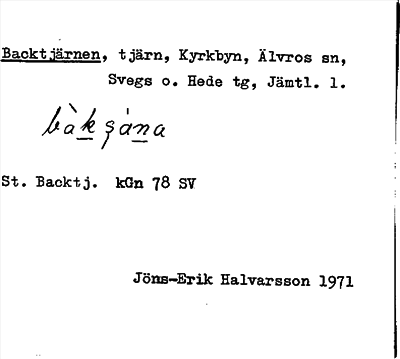 Backtjärnen, tjärn, Kyrkbyn, Älvros sn,
Svegs o. Hede tg, Jämtl. l.
St. Backtj. kGn 78 SV
Jöns-Erik Halvarsson 1971